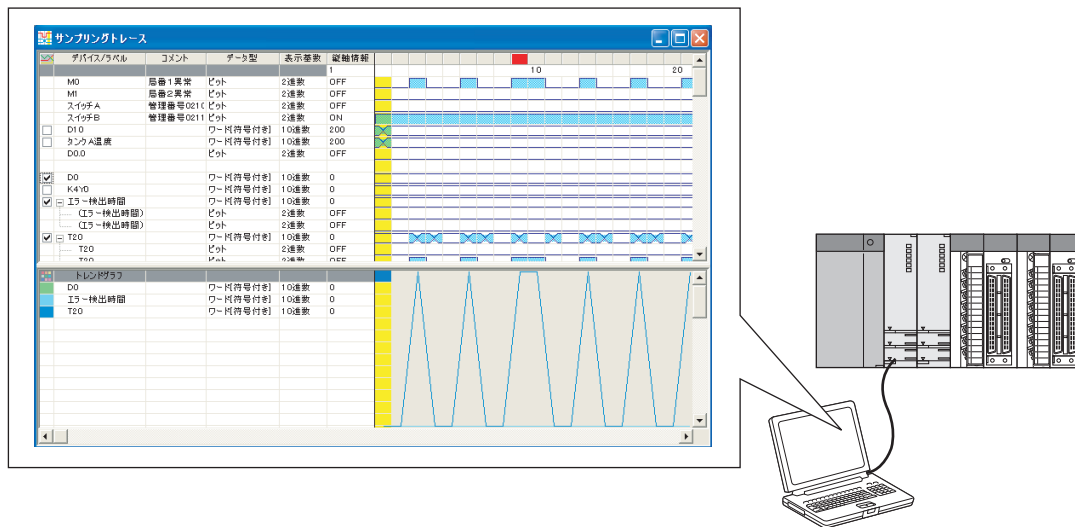 サンプリングトレース
デバイス/ラベル コメント データ型 表示基数 縦軸情報
1 10 20
M0 局番1異常 ビット 2進数 OFF
M1 局番2異常 ビット 2進数 OFF
スイッチA 管理番号021( ビット 2進数 OFF
スイッチB 管理番号0211 ビット 2進数 ON
D10 ワード[符号付き] 10進数 200
タンクA温度 ワード[符号付き] 10進数 200
D0.0 ビット 2進数 OFF
D0 ワード[符号付き] 10進数 0
K4Y0 ワード[符号付き] 10進数 0
エラー検出時間 ワード[符号付き] 10進数 0
(エラー検出時間) ビット 2進数 OFF
(エラー検出時間) ビット 2進数 OFF
T20 ワード[符号付き] 10進数 0
T20 ビット 2進数 OFF
T20 ビット 2進数 OFF
トレンドグラフ
D0 ワード[符号付き] 10進数 0
エラー検出時間 ワード[符号付き] 10進数 0
T20 ワード[符号付き] 10進数 0